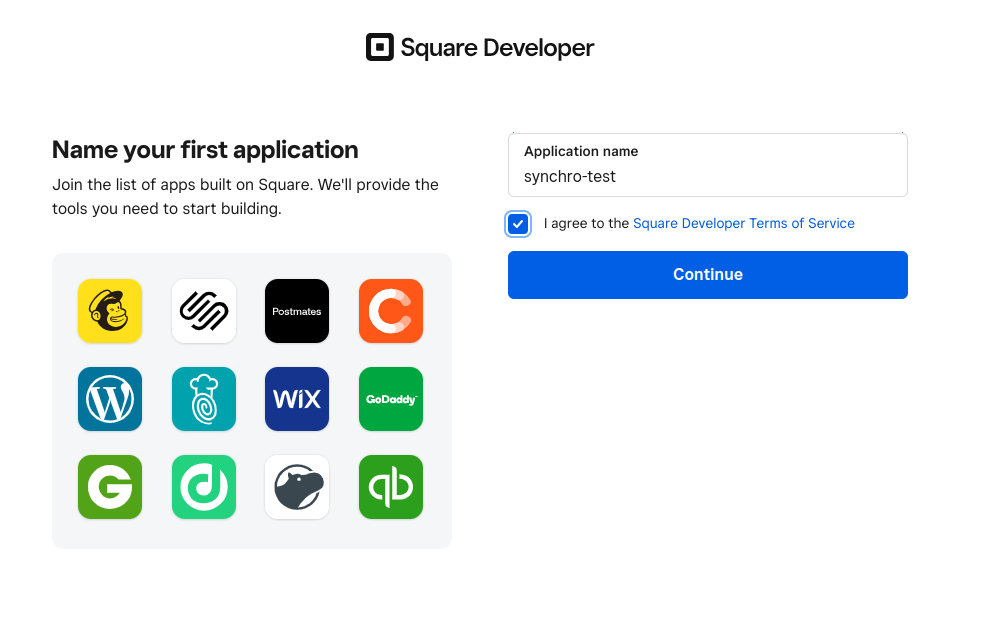 Square Developer
Name your first application
Join the list of apps built on Square. We'll provide the
tools you need to start building.
Postmates
WIX
GoDaddy
qb
Application name
synchro-test
I agree to the Square Developer Terms of Service
Continue